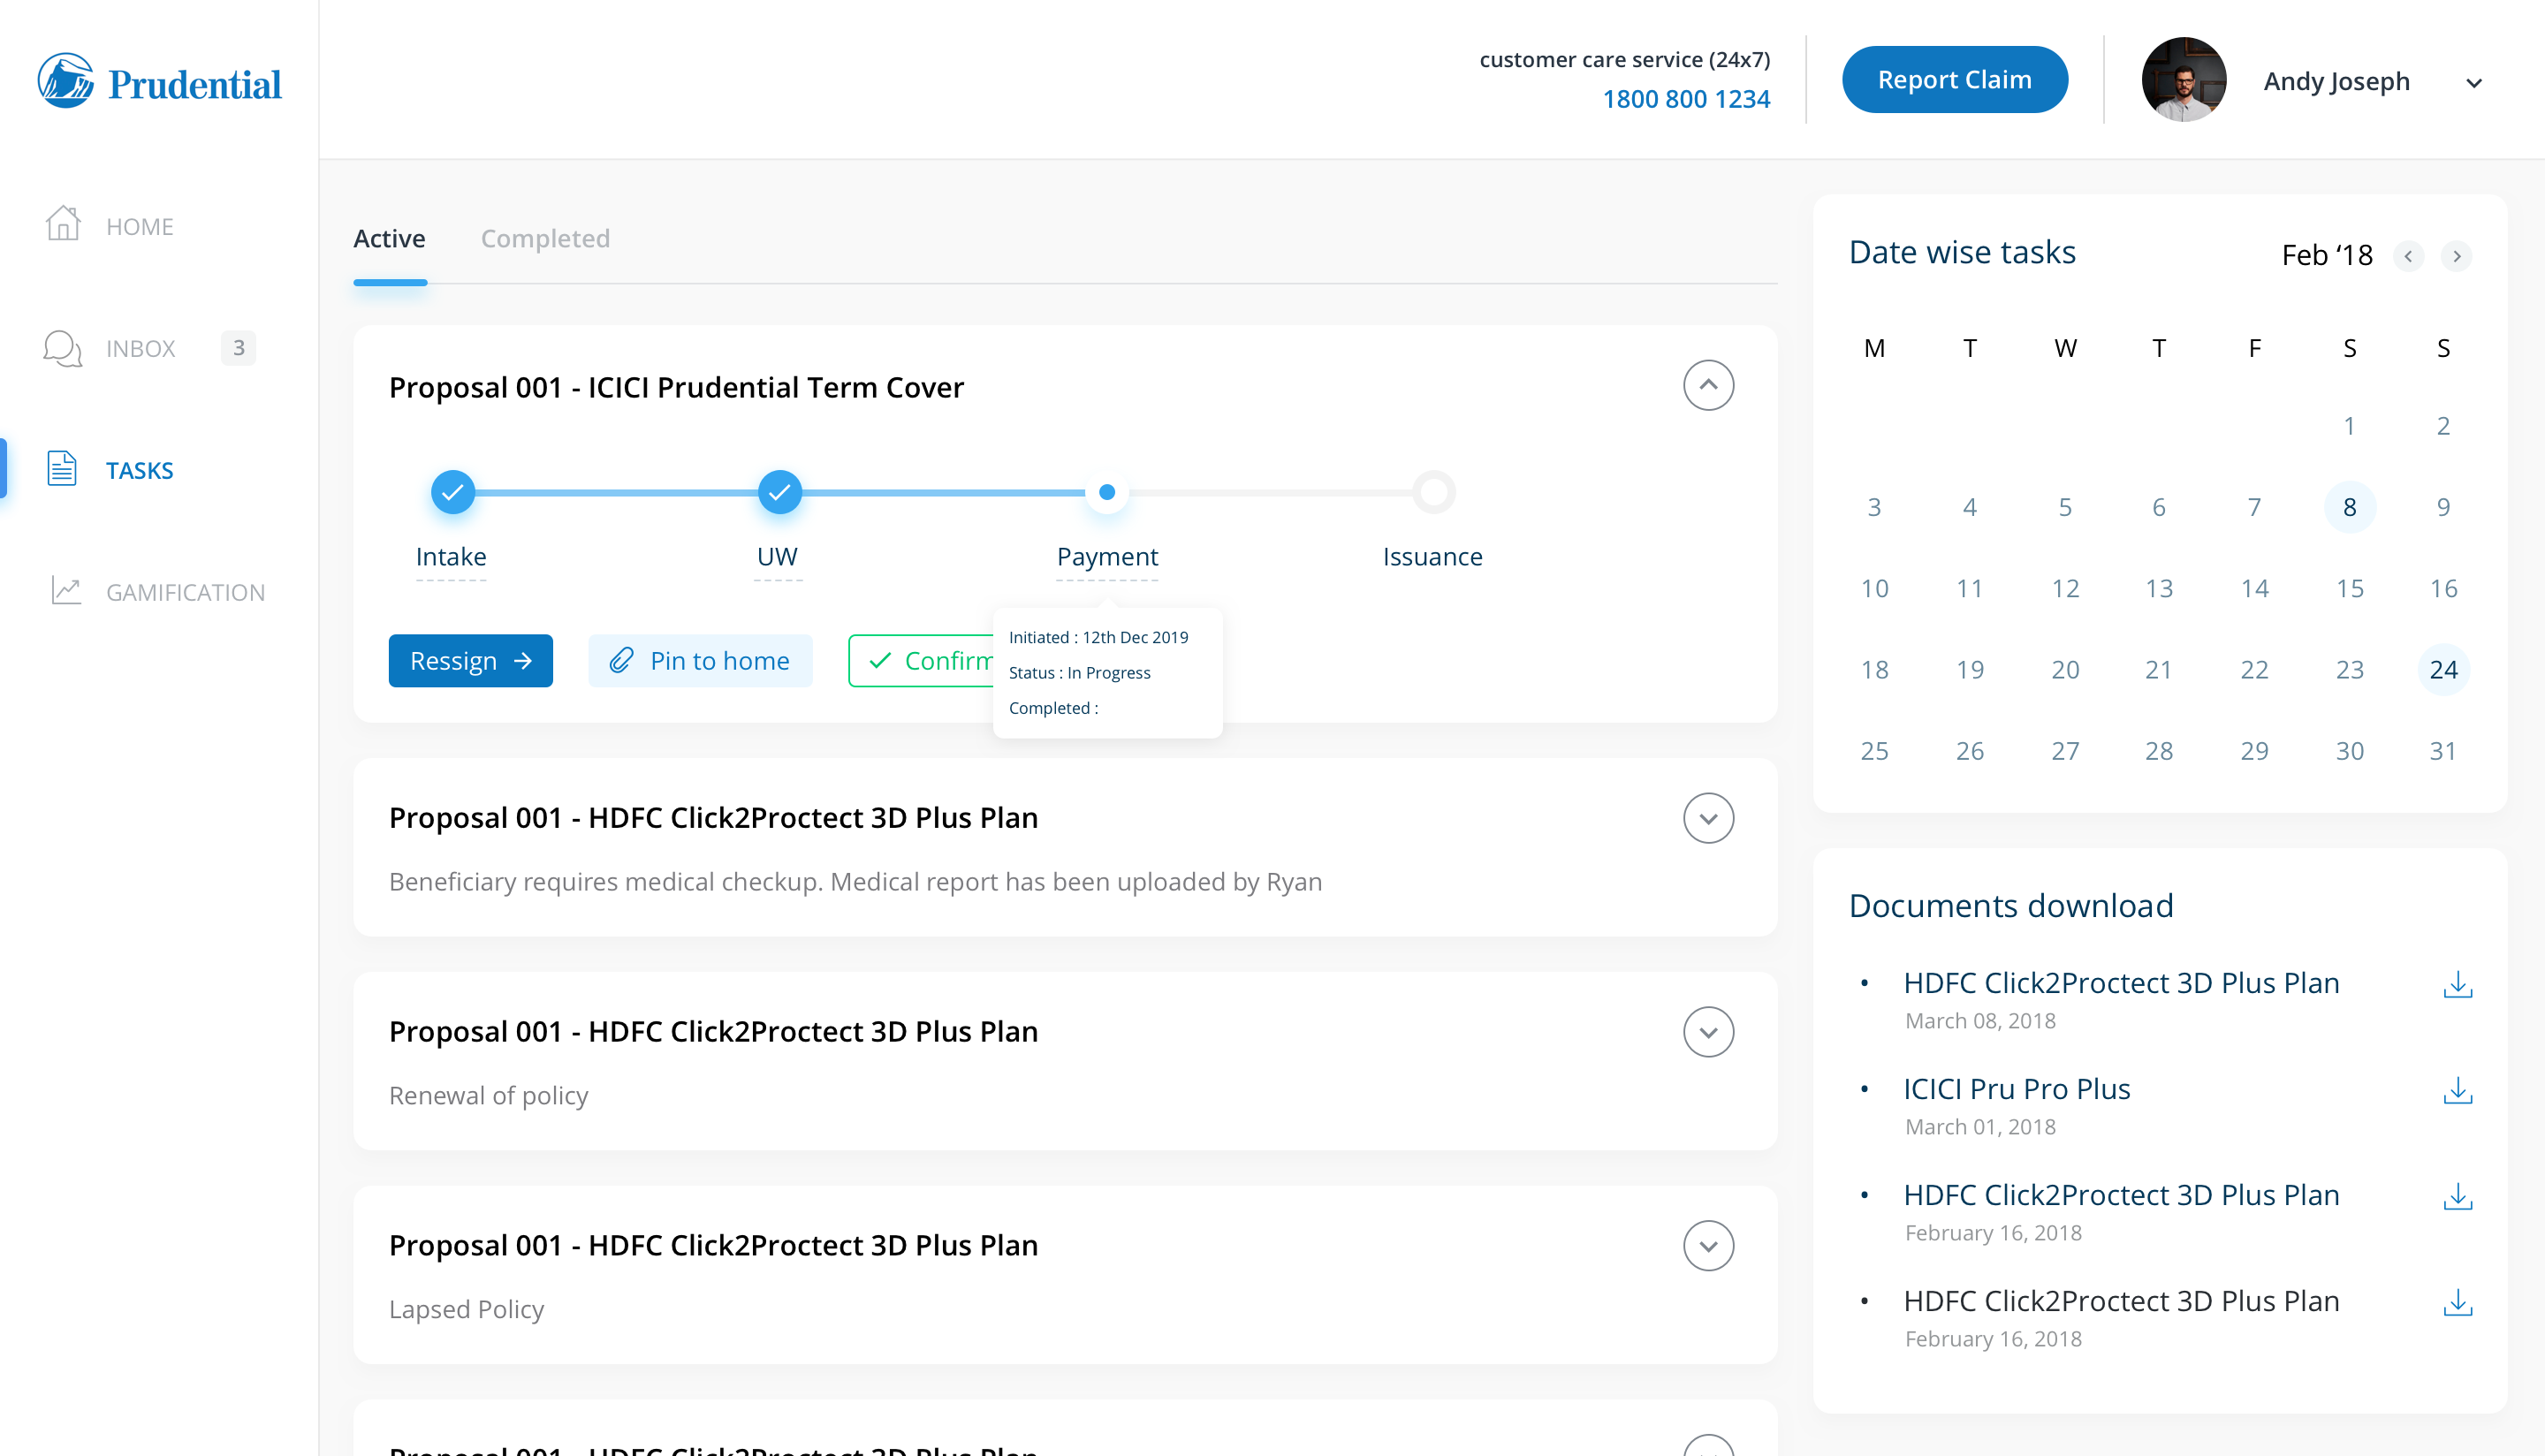 Prudential
customer care service (24x7)
1800 800 1234
Report Claim
Andy Joseph
HOME
INBOX 3
TASKS
GAMIFICATION
Active Completed
Proposal 001 - ICICI Prudential Term Cover
Intake UW Payment Issuance
Ressign Pin to home Confirm
Initiated : 12th Dec 2019
Status : In Progress
Completed :
Proposal 001 - HDFC Click2Proctect 3D Plus Plan
Beneficiary requires medical checkup. Medical report has been uploaded by Ryan
Proposal 001 - HDFC Click2Proctect 3D Plus Plan
Renewal of policy
Proposal 001 - HDFC Click2Proctect 3D Plus Plan
Lapsed Policy
Proposal 001 - HDFC Click2Proctect 3D Plus Plan
Date wise tasks Feb ‘18
M T W T F S S
1 2
3 4 5 6 7 8 9
10 11 12 13 14 15 16
18 19 20 21 22 23 24
25 26 27 28 29 30 31
Documents download
• HDFC Click2Proctect 3D Plus Plan
March 08, 2018
• ICICI Pru Pro Plus
March 01, 2018
• HDFC Click2Proctect 3D Plus Plan
February 16, 2018
• HDFC Click2Proctect 3D Plus Plan
February 16, 2018